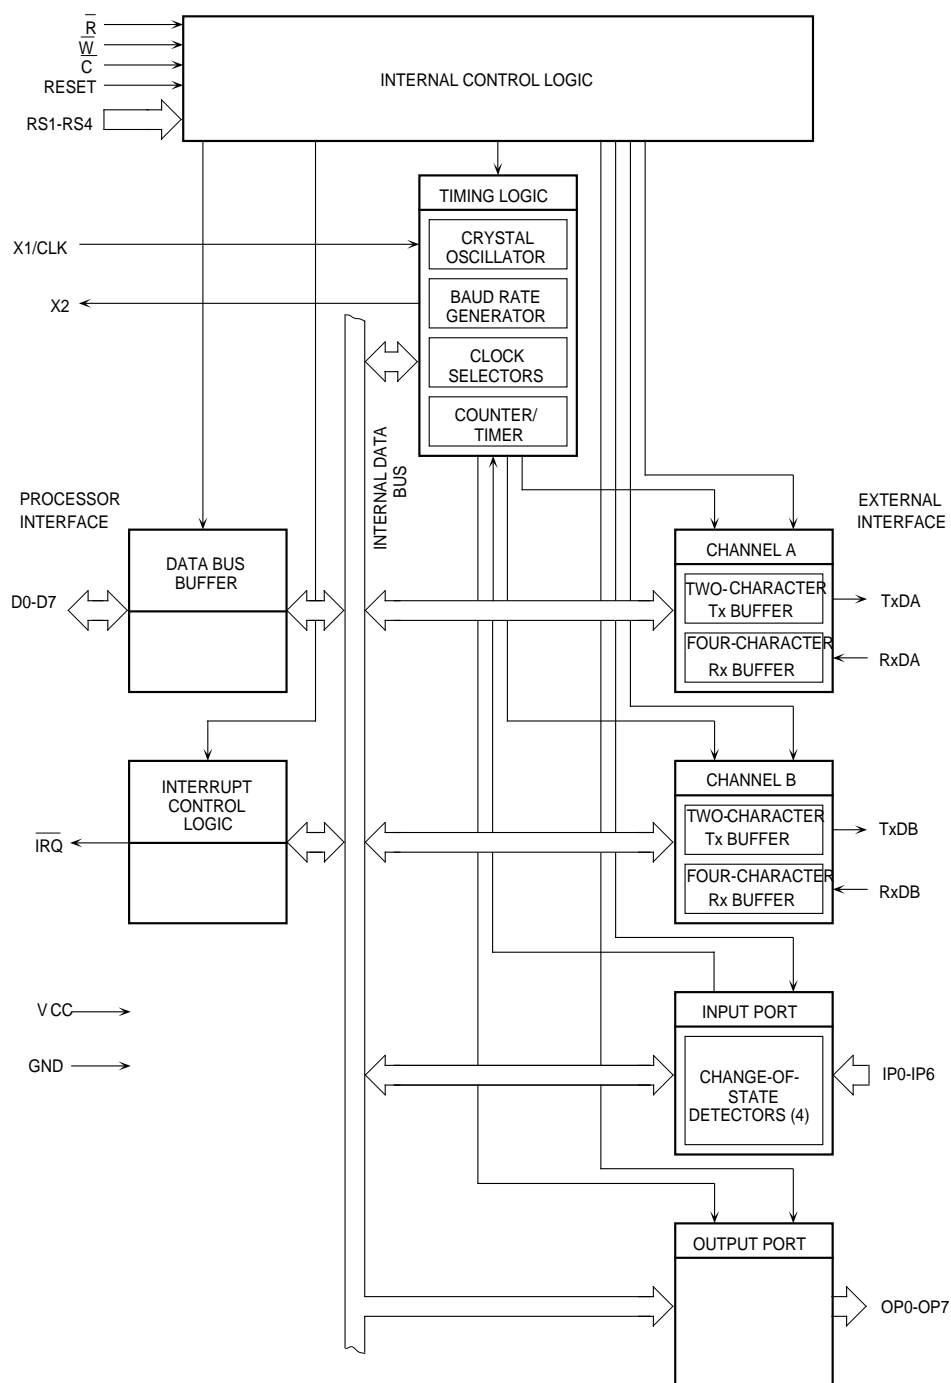 R
W
C
RESET
RS1-RS4
INTERNAL CONTROL LOGIC
TIMING LOGIC
CRYSTAL
OSCILLATOR
BAUD RATE
GENERATOR
CLOCK
SELECTORS
COUNTER/
TIMER
X1/CLK
X2
INTERNAL DATA
BUS
PROCESSOR
INTERFACE
EXTERNAL
INTERFACE
DATA BUS
BUFFER
D0-D7
CHANNEL A
TWO-CHARACTER
Tx BUFFER
FOUR-CHARACTER
Rx BUFFER
TxDA
RxDA
INTERRUPT
CONTROL
LOGIC
IRQ
CHANNEL B
TWO-CHARACTER
Tx BUFFER
FOUR-CHARACTER
Rx BUFFER
TxDB
RxDB
VCC
GND
INPUT PORT
CHANGE-OF-
STATE
DETECTORS (4)
IP0-IP6
OUTPUT PORT
OP0-OP7